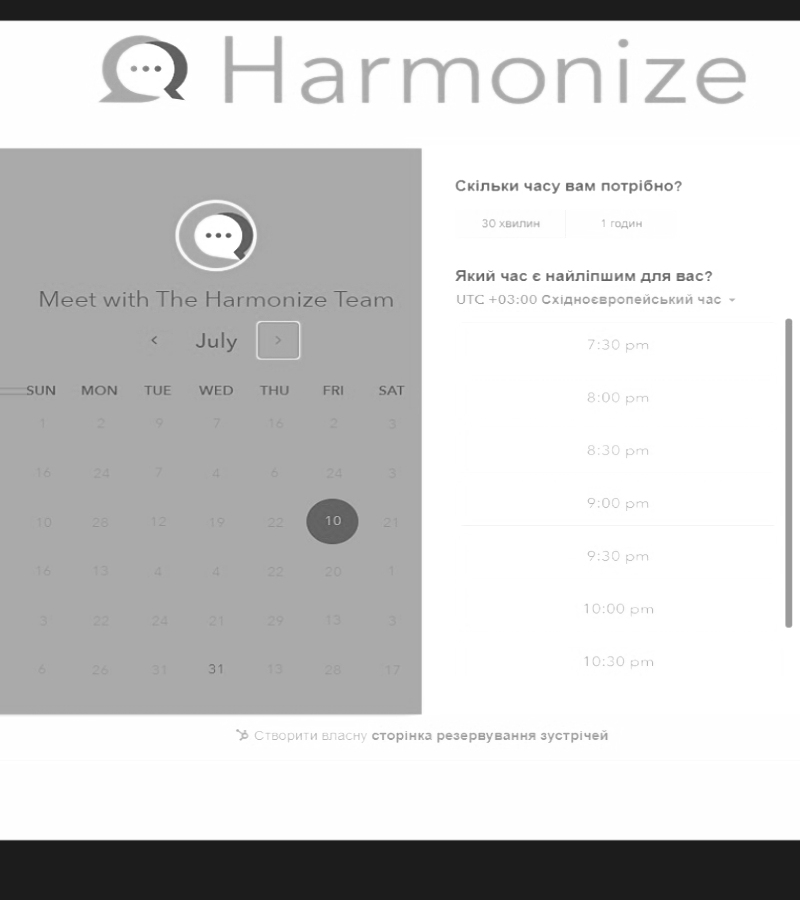 Harmonize
Meet with The Harmonize Team
July
SUN MON TUE WED THU FRI SAT
1 2 9 7 16 2 3
16 24 7 4 6 24 3
10 28 12 19 22 10 21
16 13 4 4 22 20 1
3 22 24 21 29 13 3
6 26 31 31 13 28 17
Скільки часу вам потрібно?
30 хвилин 1 годин
Який час є найліпшим для вас?
UTC +03:00 Східноєвропейський час
7:30 pm
8:00 pm
8:30 pm
9:00 pm
9:30 pm
10:00 pm
10:30 pm
Створити власну сторінка резервування зустрічей